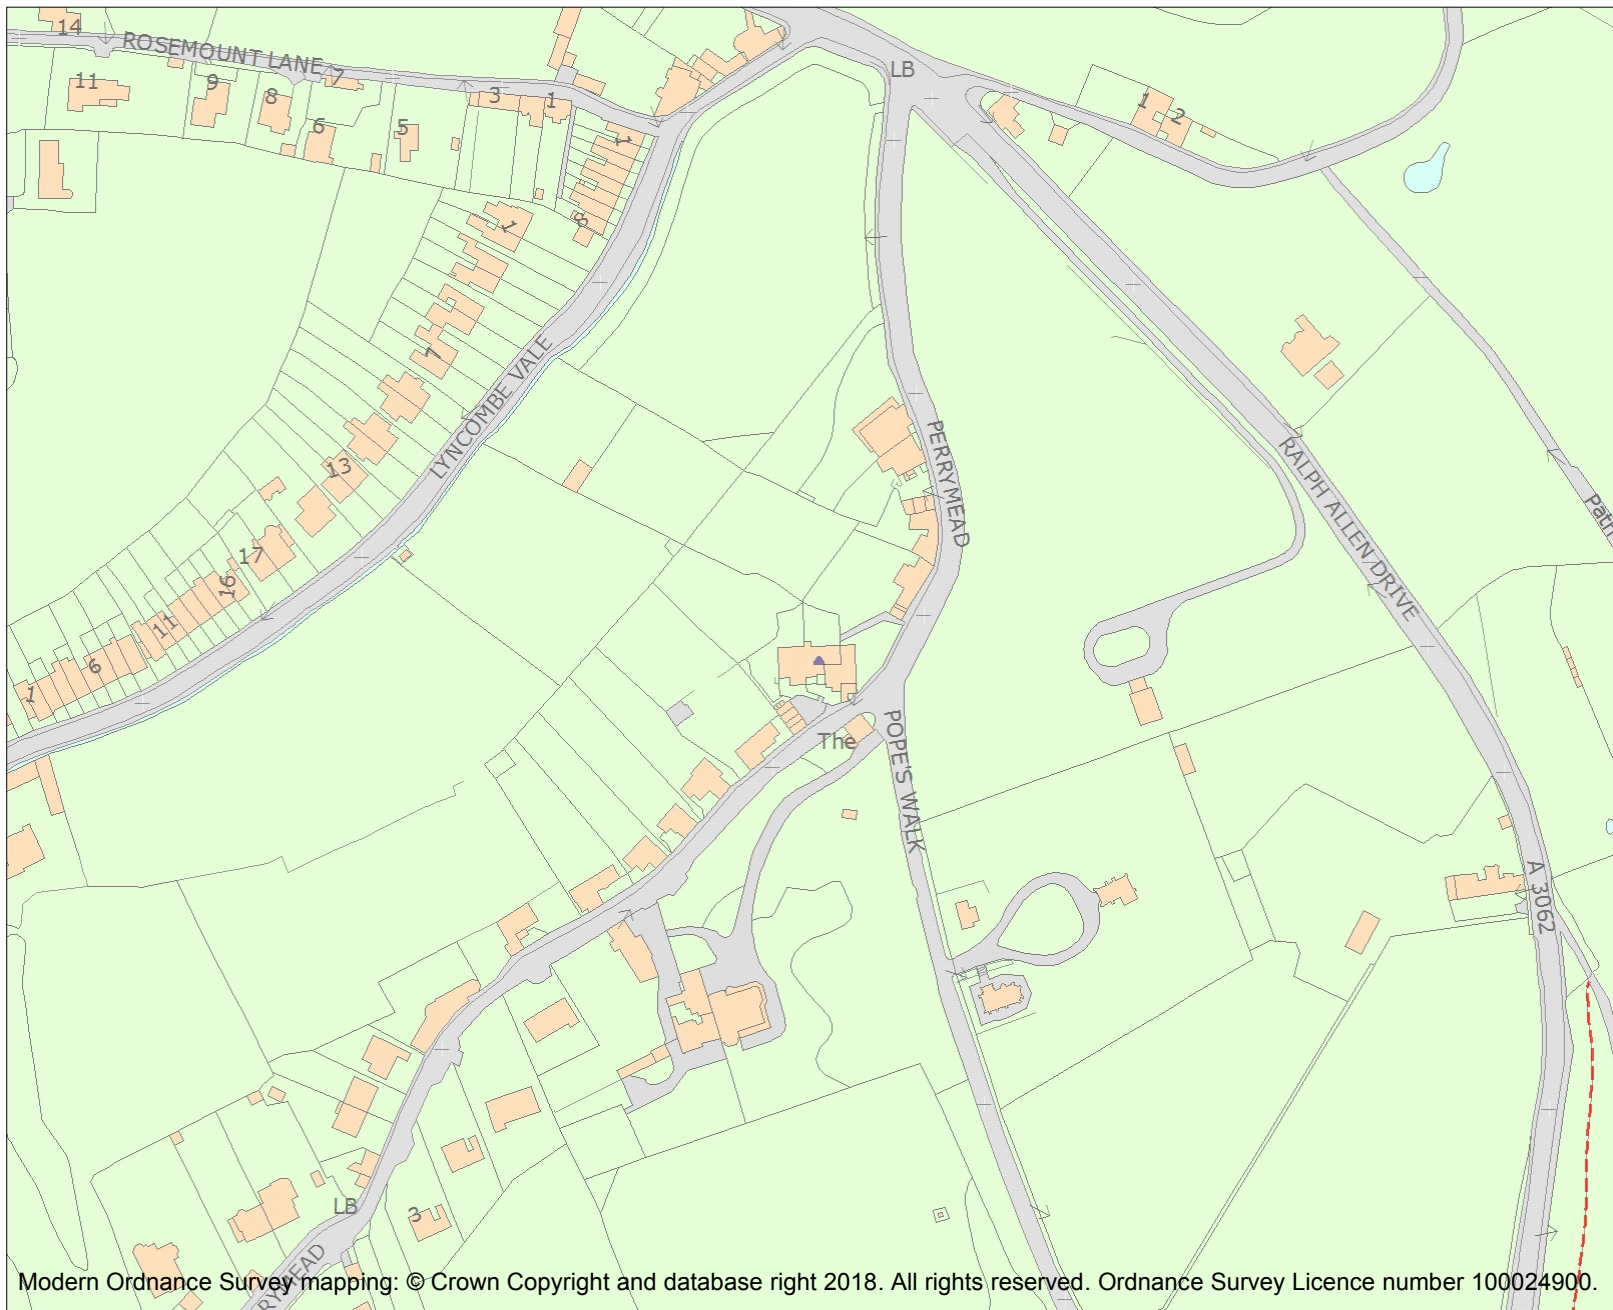 14
ROSEMOUNT LANE
LB
11
9
8
7
3
1
1
2
6
5
1
8
1
7
LYNCOMBE VALE
PERRYMEAD
RALPH ALLEN DRIVE
13
Path
17
16
11
6
1
The
POPE'S WALK
A 3062
LB
3
RYMEAD
Modern Ordnance Survey mapping: © Crown Copyright and database right 2018. All rights reserved. Ordnance Survey Licence number 100024900.